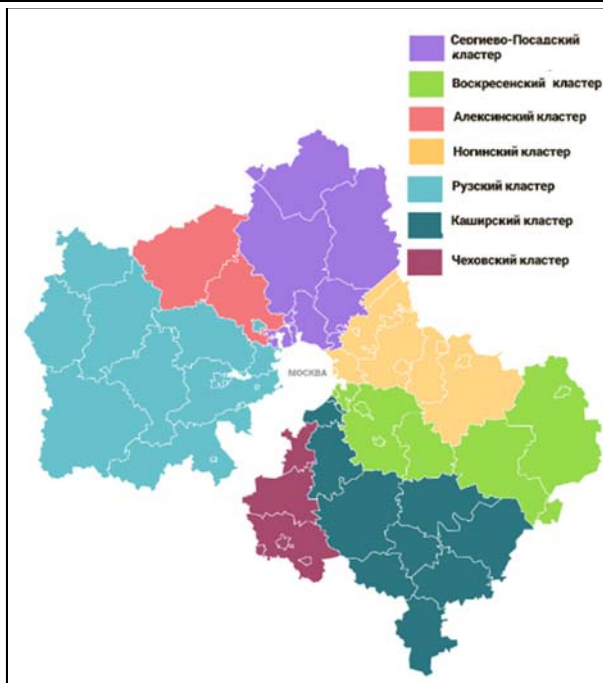 Сергиево-Посадский
кластер
Воскресенский кластер
Алексинский кластер
Ногинский кластер
Рузский кластер
Каширский кластер
Чеховский кластер
МОСКВА